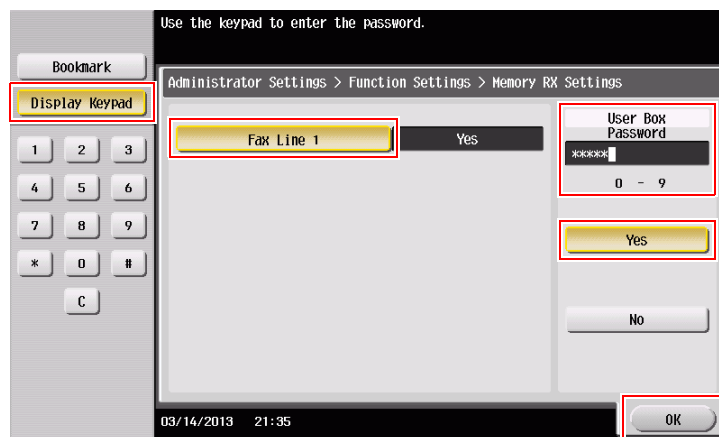 Use the keypad to enter the password.
Bookmark
Display Keypad
1 2 3
4 5 6
7 8 9
* 0 #
C
Administrator Settings > Function Settings > Memory RX Settings
Fax Line 1 Yes
User Box
Password
*****
0 - 9
Yes
No
03/14/2013 21:35
OK